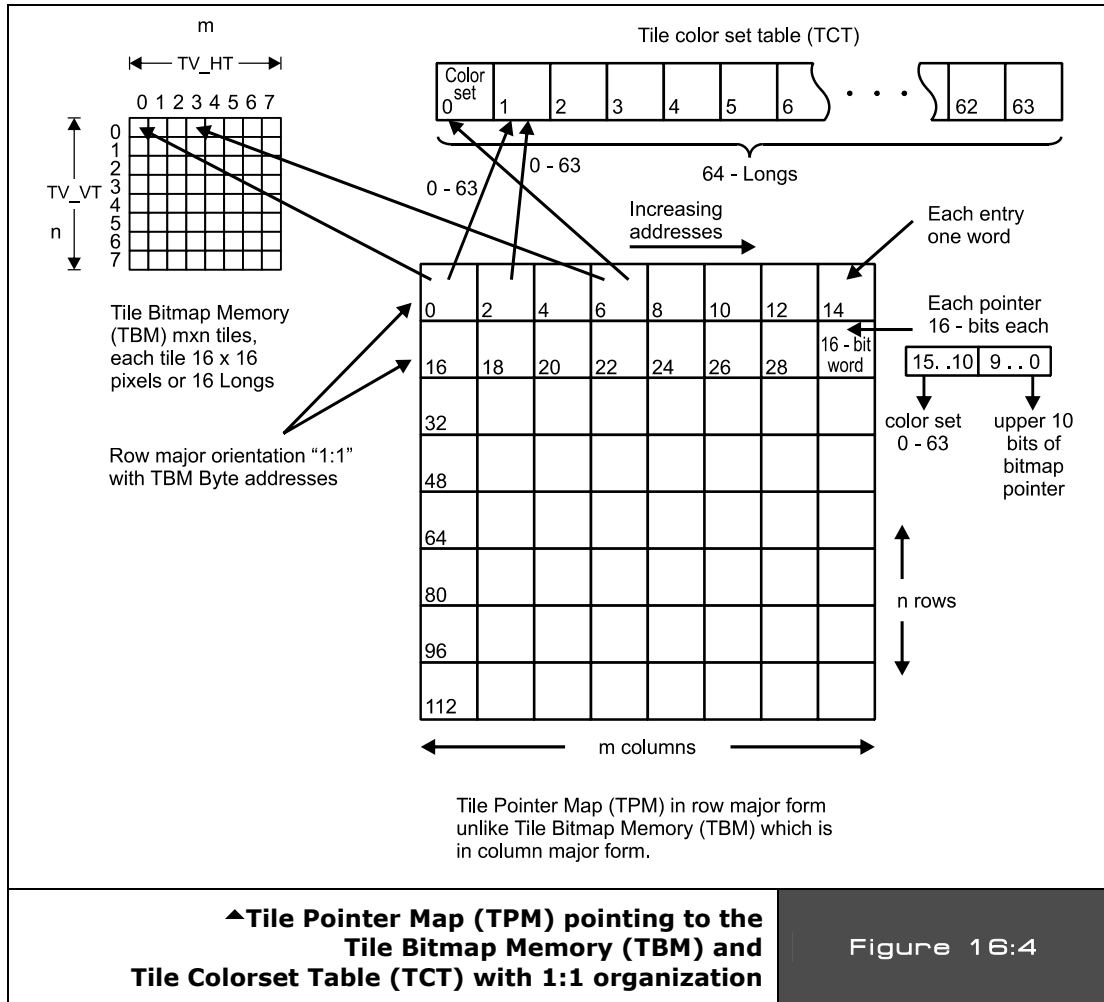 m
TV_HT
0 1 2 3 4 5 6 7
0
1
2
3
4
5
6
7
TV_VT
n
Tile Bitmap Memory
(TBM) mxn tiles,
each tile 16 x 16
pixels or 16 Longs
Row major orientation “1:1”
with TBM Byte addresses
Tile color set table (TCT)
Color
set
0 1 2 3 4 5 6 . . . 62 63
64 - Longs
0 - 63
0 - 63
Increasing
addresses
Each entry
one word
0 2 4 6 8 10 12 14
16 - bit
word
16 18 20 22 24 26 28
32
48
64
80
96
112
Each pointer
16 - bits each
15. .10 9 . . 0
color set
0 - 63
upper 10
bits of
bitmap
pointer
n rows
m columns
Tile Pointer Map (TPM) in row major form
unlike Tile Bitmap Memory (TBM) which is
in column major form.
▲Tile Pointer Map (TPM) pointing to the
Tile Bitmap Memory (TBM) and
Tile Colorset Table (TCT) with 1:1 organization
Figure 16:4